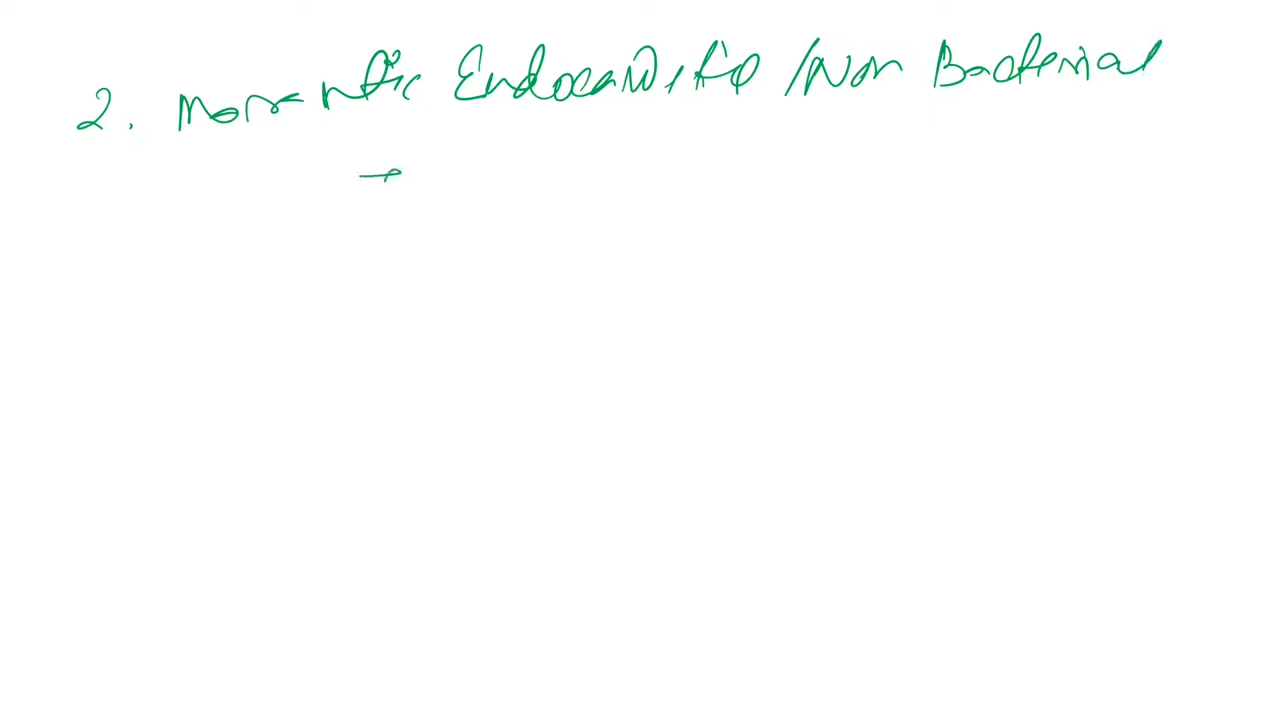 2. Marantic Endocarditis / Non Bacterial
→